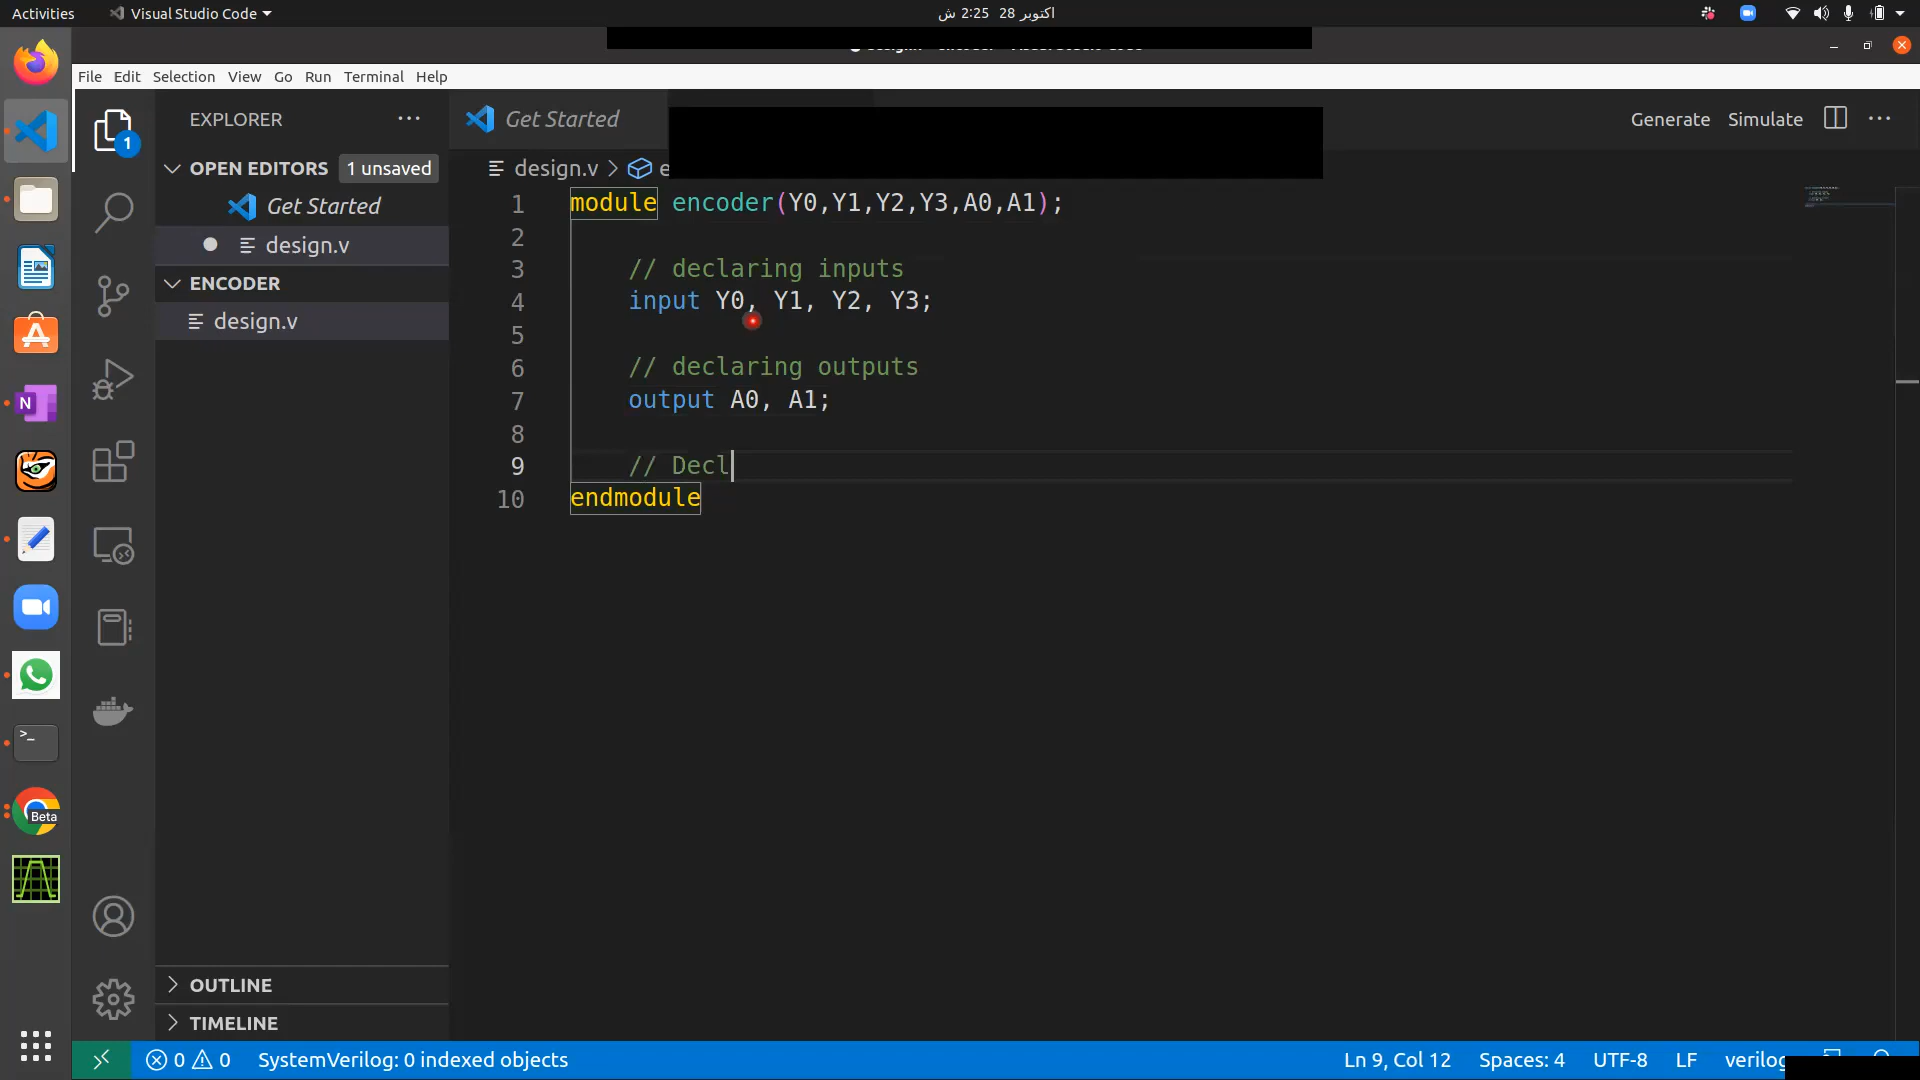 Activities
Visual Studio Code
اکتوبر 28  2:25 ش
File Edit Selection View Go Run Terminal Help
EXPLORER
OPEN EDITORS
1 unsaved
Get Started
design.v
ENCODER
design.v
OUTLINE
TIMELINE
Get Started
Generate Simulate
design.v
1 module encoder(Y0,Y1,Y2,Y3,A0,A1);
2
3 // declaring inputs
4 input Y0, Y1, Y2, Y3;
5
6 // declaring outputs
7 output A0, A1;
8
9 // Decl
10 endmodule
1
N
>_
Beta
0 0 SystemVerilog: 0 indexed objects
Ln 9, Col 12 Spaces: 4 UTF-8 LF